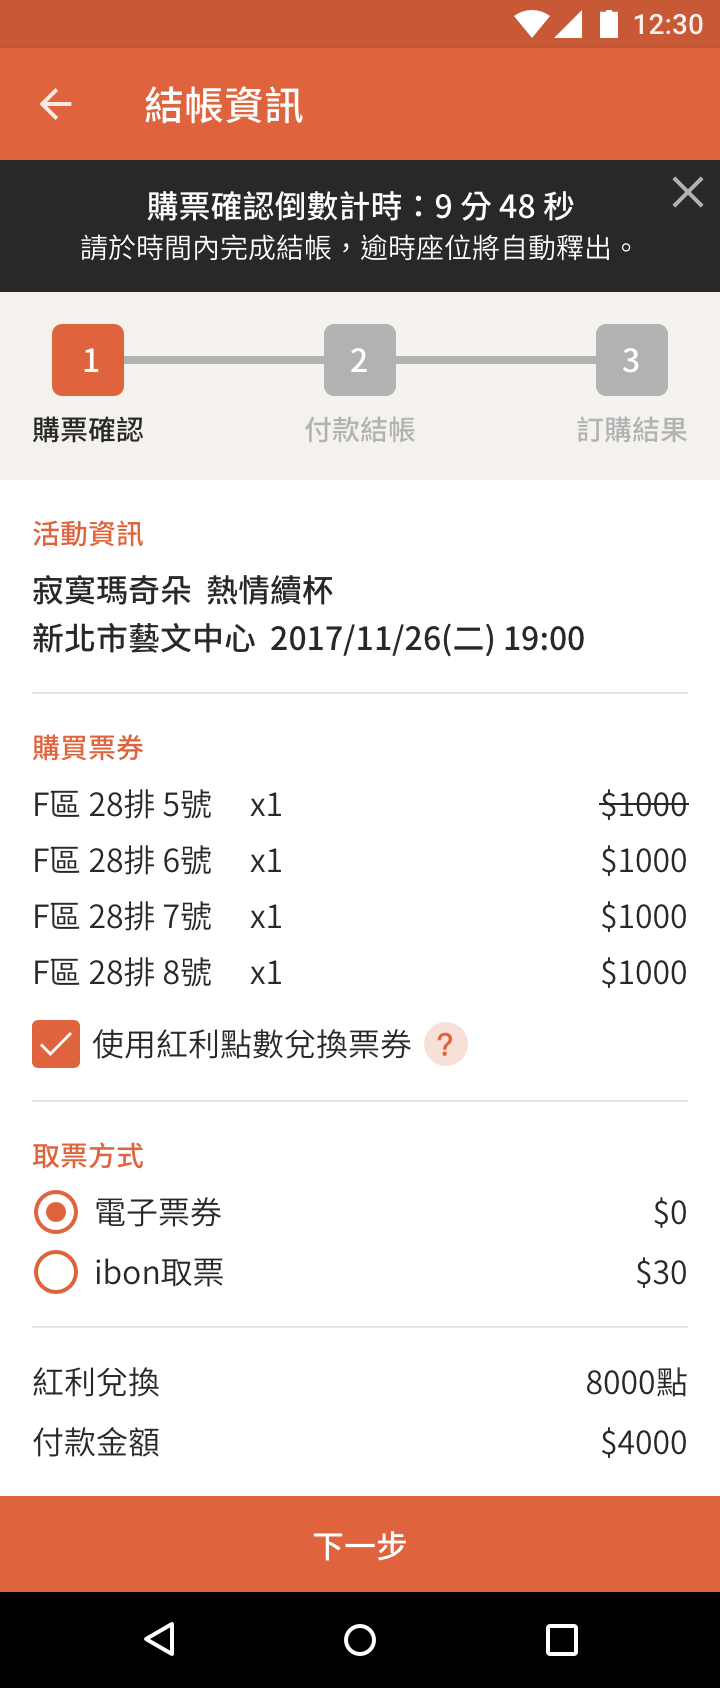 12:30
結帳資訊
購票確認倒數計時：9 分 48 秒
請於時間內完成結帳，逾時座位將自動釋出。
1 2 3
購票確認 付款結帳 訂購結果
活動資訊
寂寞瑪奇朵 熱情續杯
新北市藝文中心 2017/11/26(二) 19:00
購買票券
F區 28排 5號 x1 $1000
F區 28排 6號 x1 $1000
F區 28排 7號 x1 $1000
F區 28排 8號 x1 $1000
使用紅利點數兌換票券 ?
取票方式
電子票券 $0
ibon取票 $30
紅利兌換 8000點
付款金額 $4000
下一步